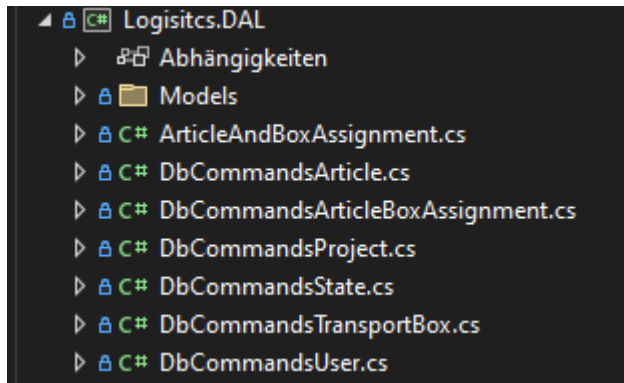 C# Logisitcs.DAL
Abhängigkeiten
Models
C# ArticleAndBoxAssignment.cs
C# DbCommandsArticle.cs
C# DbCommandsArticleBoxAssignment.cs
C# DbCommandsProject.cs
C# DbCommandsState.cs
C# DbCommandsTransportBox.cs
C# DbCommandsUser.cs